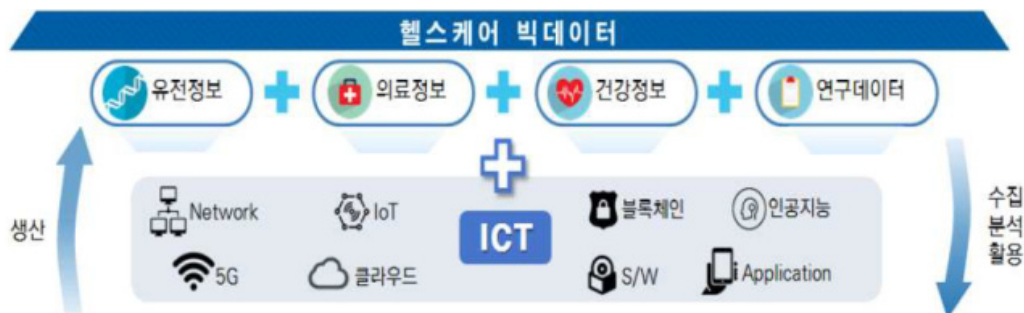 헬스케어 빅데이터
유전정보 의료정보 건강정보 연구데이터
생산
Network IoT 블록체인 인공지능
ICT
5G 클라우드 S/W Application
수집
분석
활용